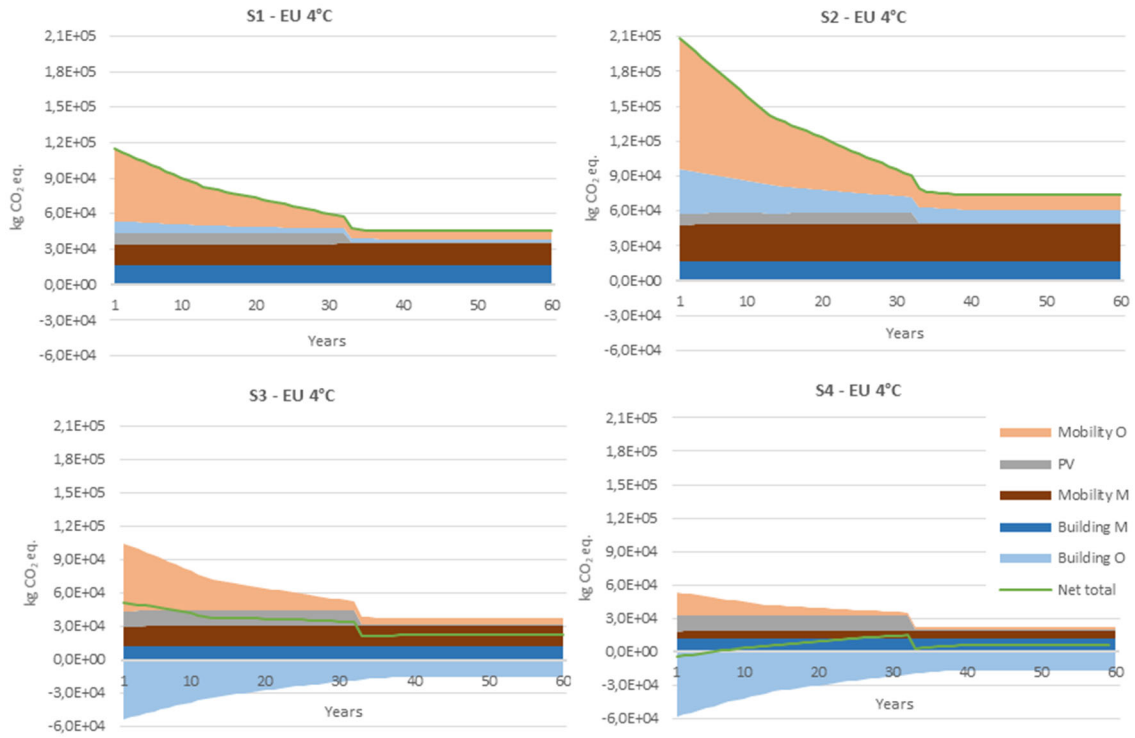 S1 - EU 4°C
2,1E+05
1,8E+05
1,5E+05
1,2E+05
9,0E+04
6,0E+04
3,0E+04
0,0E+00
-3,0E+04
-6,0E+04
kg CO₂ eq.
1 10 20 30 40 50 60
Years
S2 - EU 4°C
2,1E+05
1,8E+05
1,5E+05
1,2E+05
9,0E+04
6,0E+04
3,0E+04
0,0E+00
-3,0E+04
-6,0E+04
kg CO₂ eq.
1 10 20 30 40 50 60
Years
S3 - EU 4°C
2,1E+05
1,8E+05
1,5E+05
1,2E+05
9,0E+04
6,0E+04
3,0E+04
0,0E+00
-3,0E+04
-6,0E+04
kg CO₂ eq.
1 10 20 30 40 50 60
Years
S4 - EU 4°C
2,1E+05
1,8E+05
1,5E+05
1,2E+05
9,0E+04
6,0E+04
3,0E+04
0,0E+00
-3,0E+04
-6,0E+04
kg CO₂ eq.
1 10 20 30 40 50 60
Years
Mobility O
PV
Mobility M
Building M
Building O
Net total